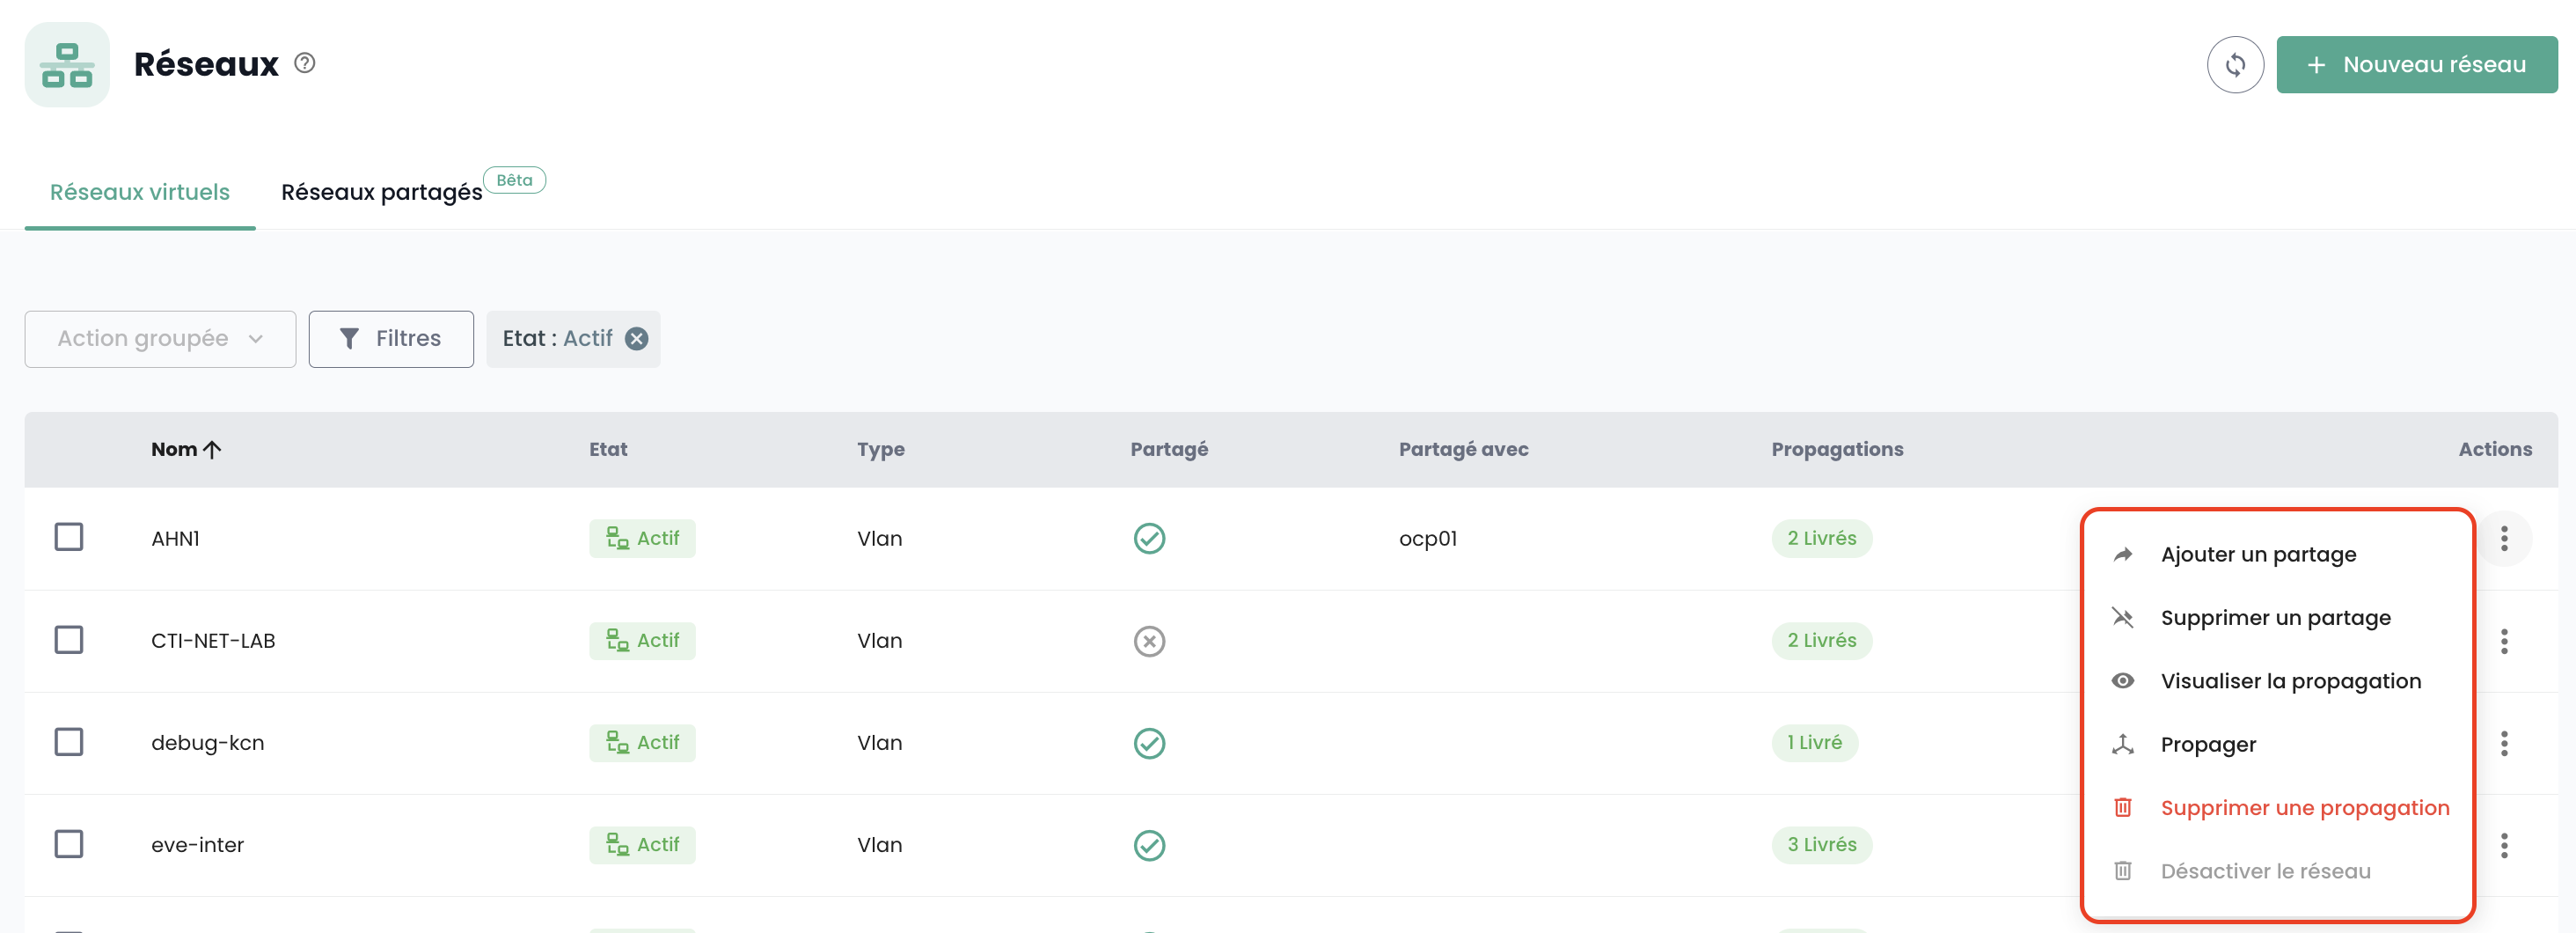 Réseaux
Nouveau réseau
Réseaux virtuels
Réseaux partagés
Bêta
Action groupée
Filtres
Etat : Actif
Nom Etat Type Partagé Partagé avec Propagations Actions
AHN1 Actif Vlan ocp01 2 Livrés
CTI-NET-LAB Actif Vlan 2 Livrés
debug-kcn Actif Vlan 1 Livré
eve-inter Actif Vlan 3 Livrés
Ajouter un partage
Supprimer un partage
Visualiser la propagation
Propager
Supprimer une propagation
Désactiver le réseau